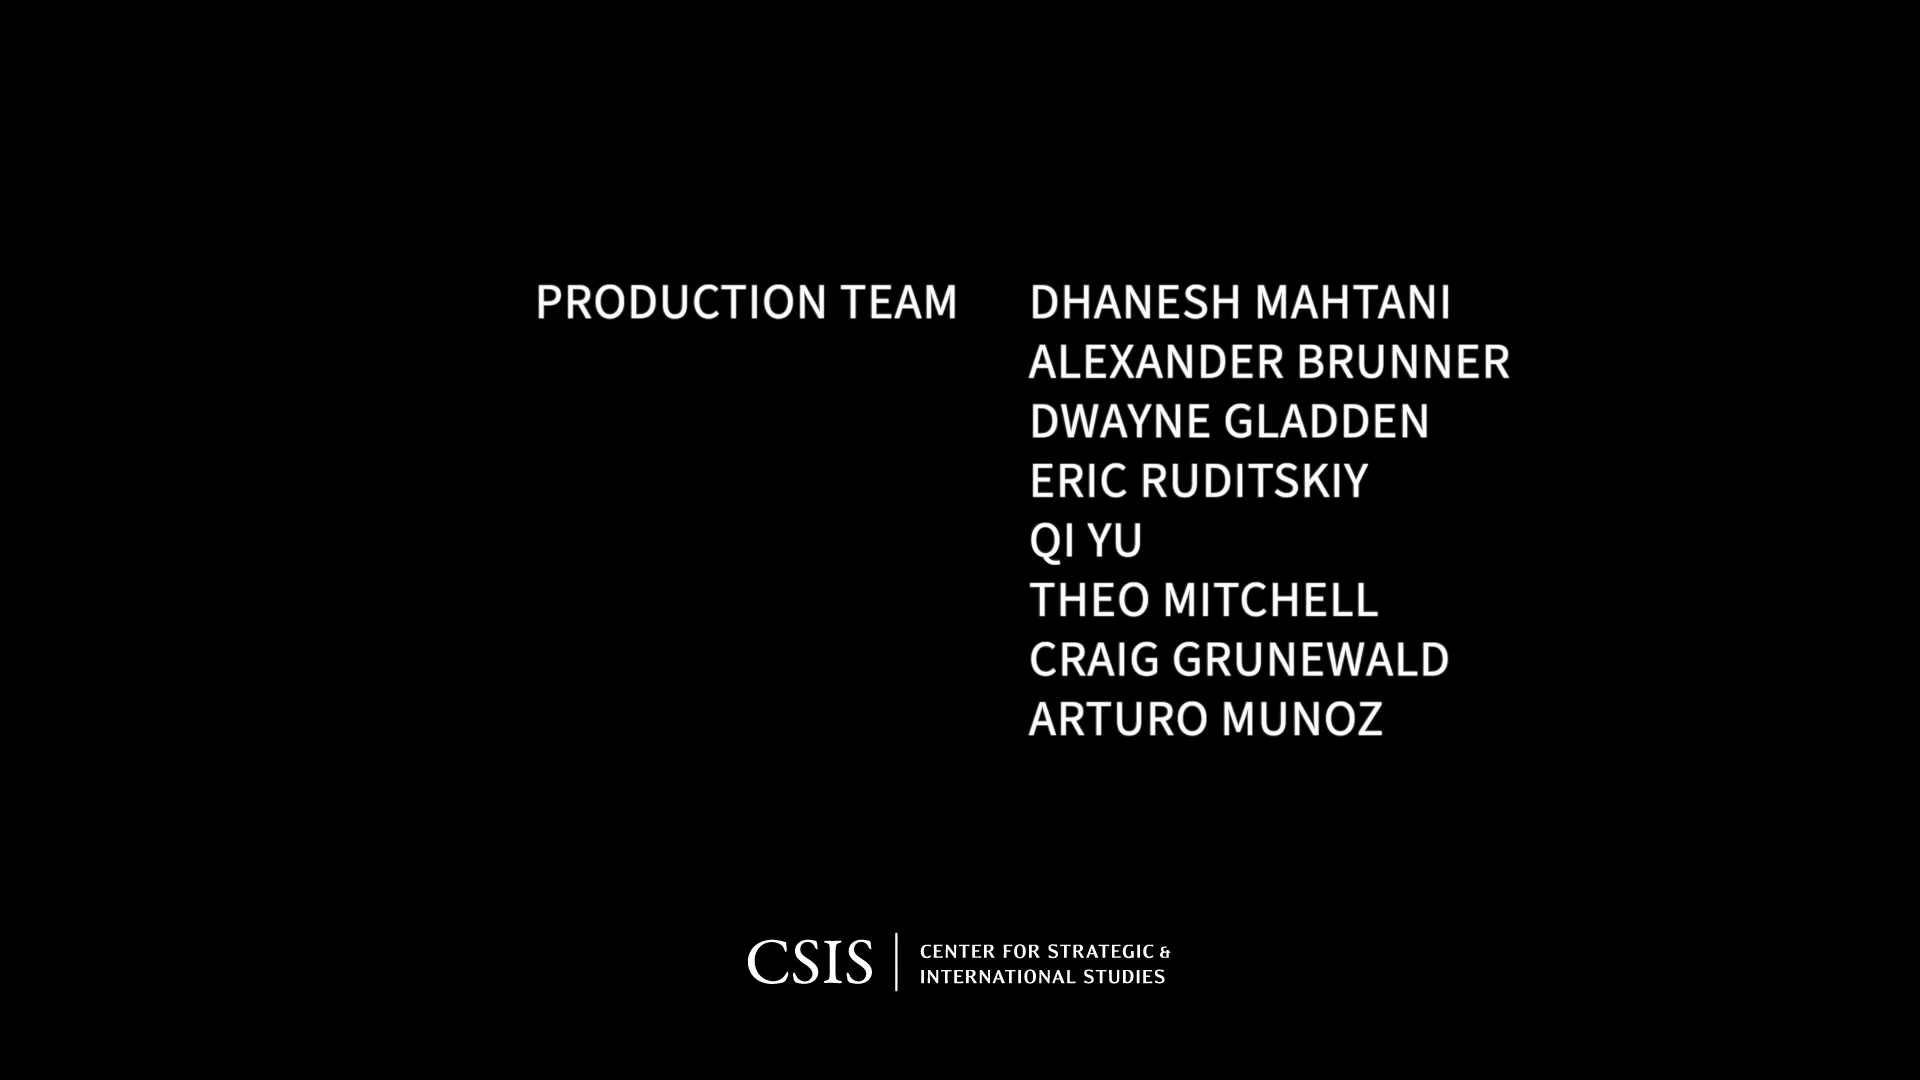 PRODUCTION TEAM DHANESH MAHTANI
ALEXANDER BRUNNER
DWAYNE GLADDEN
ERIC RUDITSKIY
QI YU
THEO MITCHELL
CRAIG GRUNEWALD
ARTURO MUNOZ
CSIS
CENTER FOR STRATEGIC &
INTERNATIONAL STUDIES